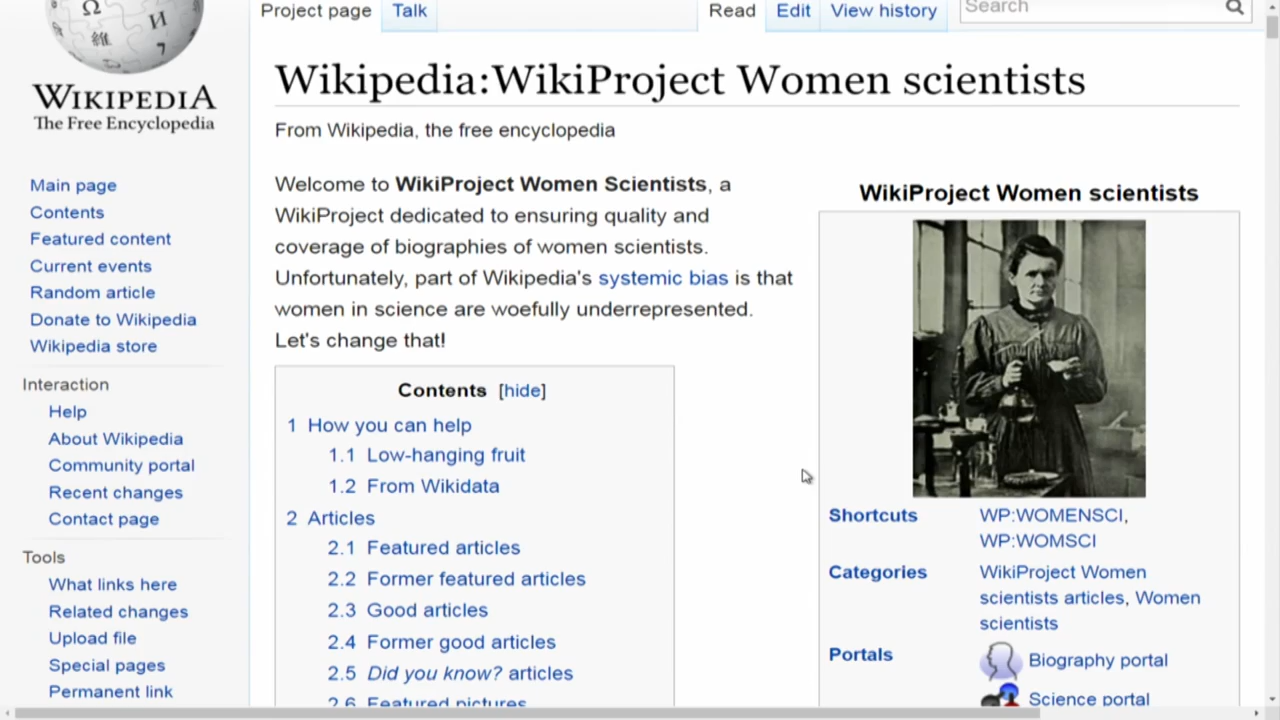 Project page
Talk
Read
Edit
View history
Search
Ω
И
維
WIKIPEDIA
The Free Encyclopedia
Main page
Contents
Featured content
Current events
Random article
Donate to Wikipedia
Wikipedia store
Interaction
Help
About Wikipedia
Community portal
Recent changes
Contact page
Tools
What links here
Related changes
Upload file
Special pages
Permanent link
Wikipedia:WikiProject Women scientists
From Wikipedia, the free encyclopedia
Welcome to WikiProject Women Scientists, a
WikiProject dedicated to ensuring quality and
coverage of biographies of women scientists.
Unfortunately, part of Wikipedia's systemic bias is that
women in science are woefully underrepresented.
Let's change that!
Contents [hide]
1 How you can help
1.1 Low-hanging fruit
1.2 From Wikidata
2 Articles
2.1 Featured articles
2.2 Former featured articles
2.3 Good articles
2.4 Former good articles
2.5 Did you know? articles
2.6 Featured pictures
WikiProject Women scientists
Shortcuts
WP:WOMENSCI,
WP:WOMSCI
Categories
WikiProject Women
scientists articles, Women
scientists
Portals
Biography portal
Science portal